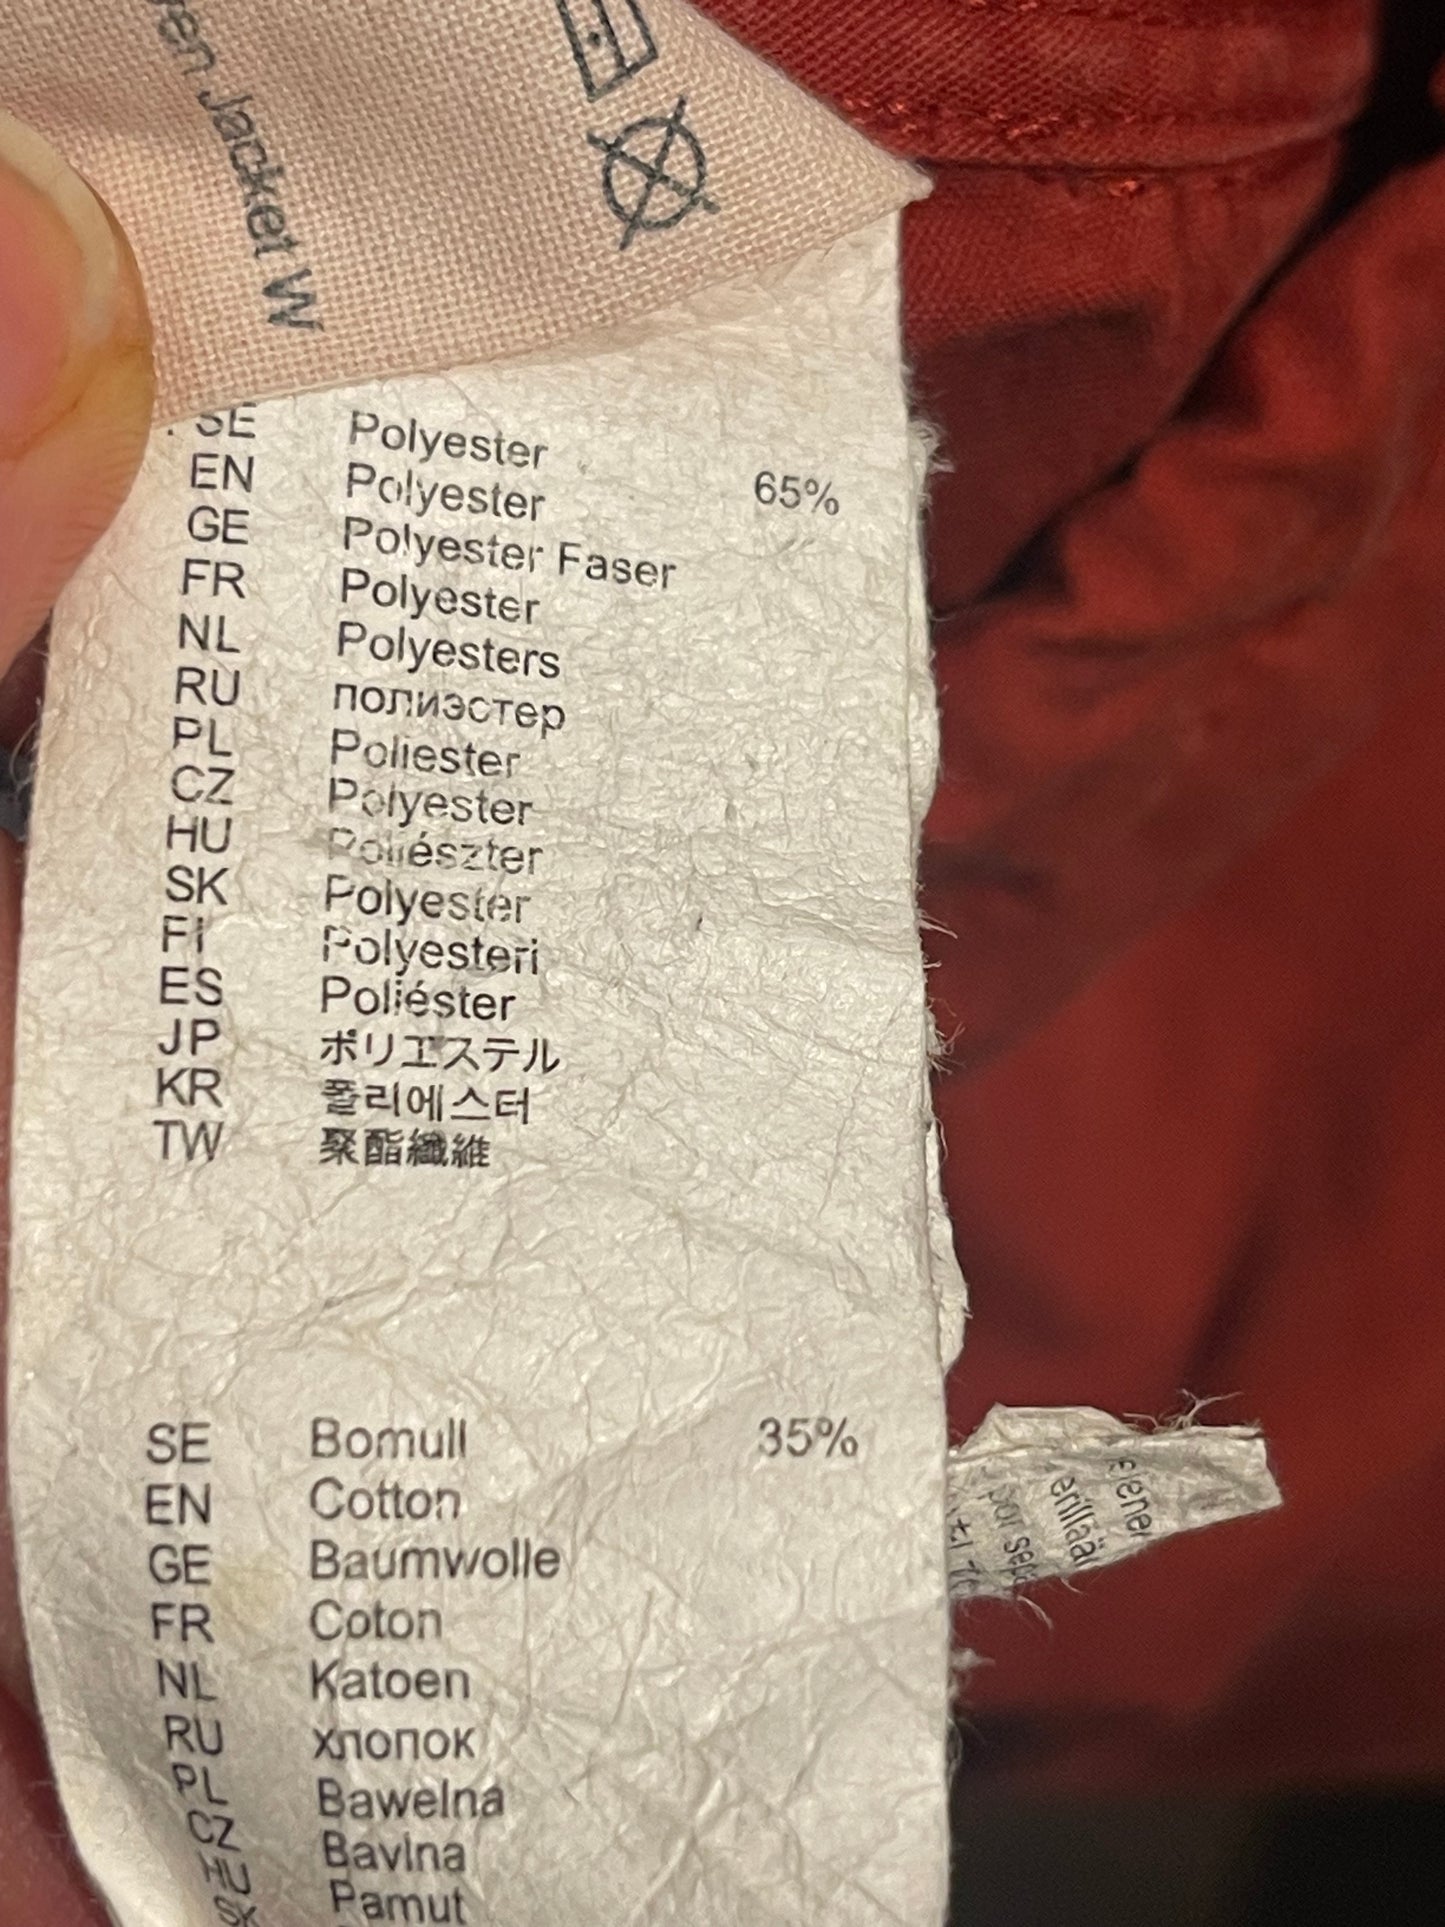 Jacket W
SE Polyester 65%
EN Polyester
GE Polyester Faser
FR Polyester
NL Polyesters
RU полиэстер
PL Poliester
CZ Polyester
HU Poliészter
SK Polyester
FI Polyesteri
ES Poliéster
JP ポリエステル
KR 폴리에스터
TW 聚酯纖維
SE Bomull 35%
EN Cotton
GE Baumwolle
FR Coton
NL Katoen
RU хлопок
PL Bawelna
CZ Bavlna
HU Pamut
SK